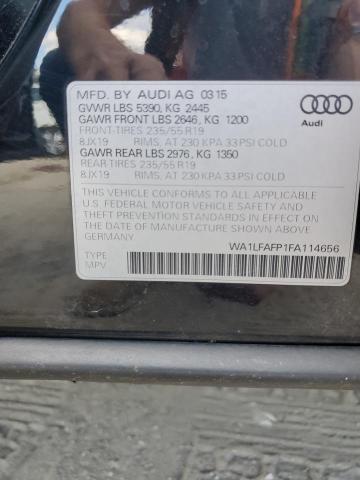 MFD. BY AUDI AG 03 15
GVWR LBS 5390, KG 2445
GAWR FRONT LBS 2646, KG 1200
FRONT-TIRES 235/55 R19
8JX19 RIMS, AT 230 KPA 33 PSI COLD
GAWR REAR LBS 2976, KG 1350
REAR-TIRES 235/55 R19
8JX19 RIMS, AT 230 KPA 33 PSI COLD
THIS VEHICLE CONFORMS TO ALL APPLICABLE
U.S. FEDERAL MOTOR VEHICLE SAFETY AND
THEFT PREVENTION STANDARDS IN EFFECT ON
THE DATE OF MANUFACTURE SHOWN ABOVE
GERMANY
WA1LFAFP1FA114656
TYPE
MPV
Audi